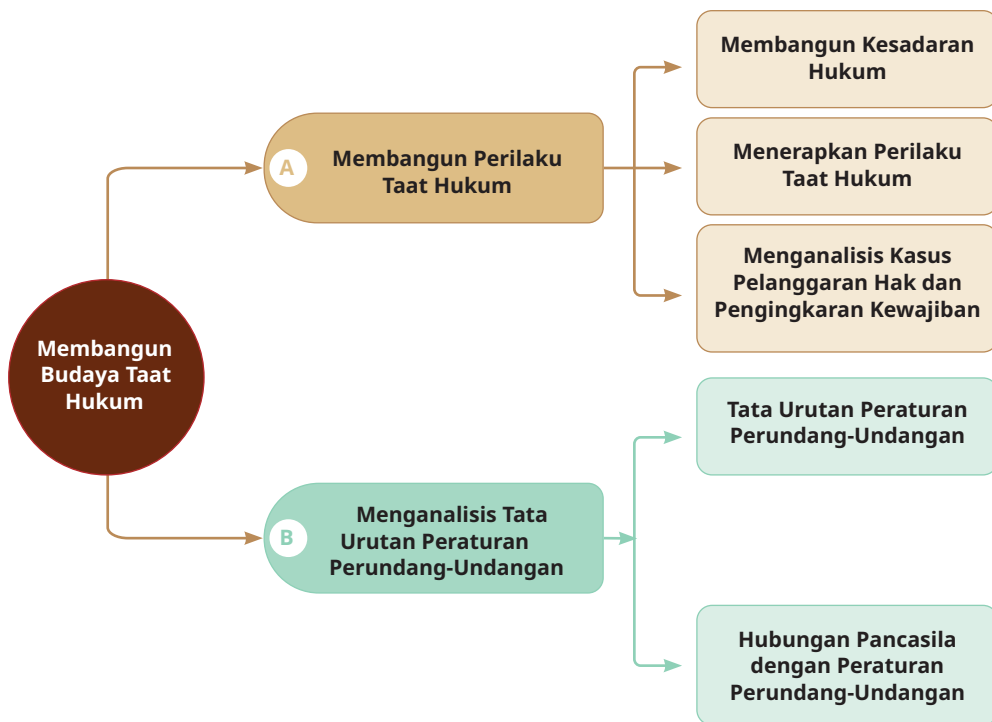 Membangun
Budaya Taat
Hukum
A
Membangun Perilaku
Taat Hukum
Membangun Kesadaran
Hukum
Menerapkan Perilaku
Taat Hukum
Menganalisis Kasus
Pelanggaran Hak dan
Pengingkaran Kewajiban
B
Menganalisis Tata
Urutan Peraturan
Perundang-Undangan
Tata Urutan Peraturan
Perundang-Undangan
Hubungan Pancasila
dengan Peraturan
Perundang-Undangan